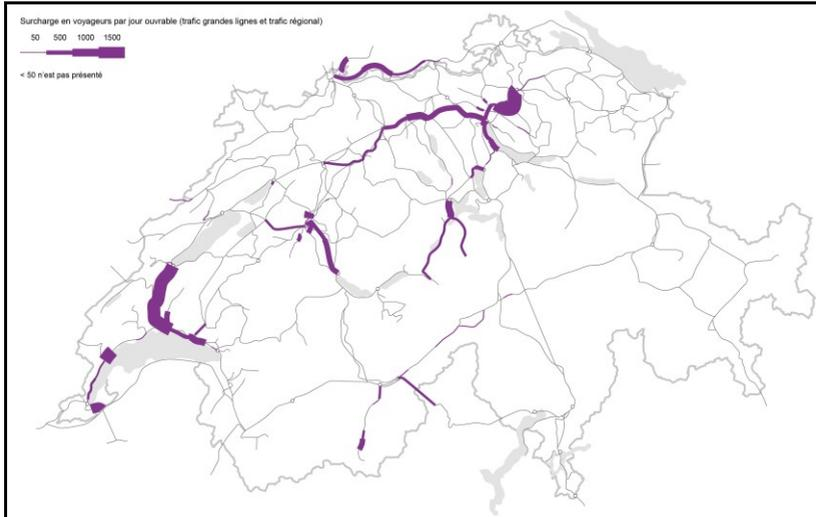 Surcharge en voyageurs par jour ouvrable (trafic grandes lignes et trafic régional)
50 500 1000 1500
< 50 n'est pas présenté